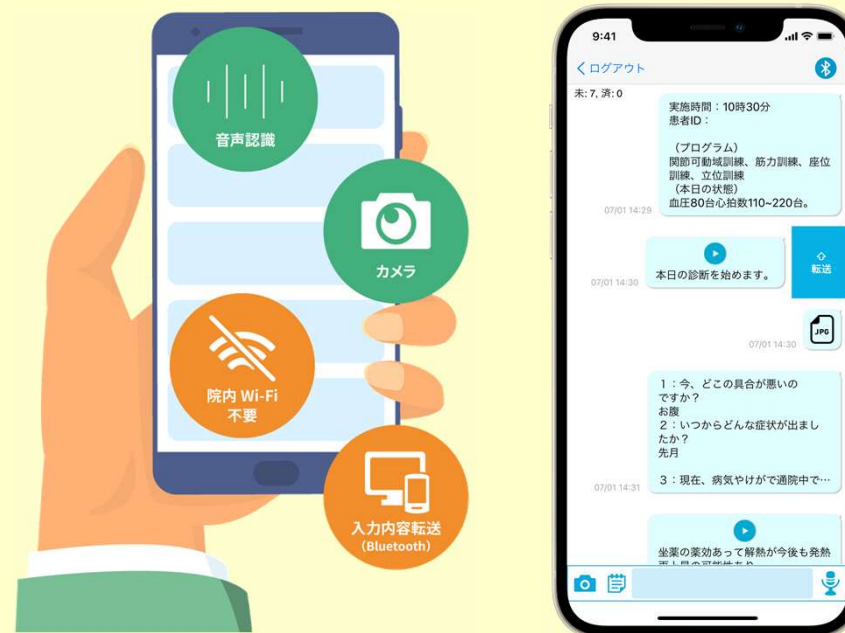 音声認識
カメラ
院内 Wi-Fi
不要
入力内容転送
(Bluetooth)
9:41
ログアウト
未: 7, 済: 0
実施時間：10時30分
患者ID：
（プログラム）
関節可動域訓練、筋力訓練、座位
訓練、立位訓練
（本日の状態）
血圧80台心拍数110~220台。
07/01 14:29
本日の診断を始めます。
07/01 14:30
転送
JPG
07/01 14:30
1：今、どこの具合が悪いの
ですか？
お腹
2：いつからどんな症状が出まし
たか？
先月
3：現在、病気やけがで通院中で…
07/01 14:31
坐薬の薬効あって解熱が今後も発熱